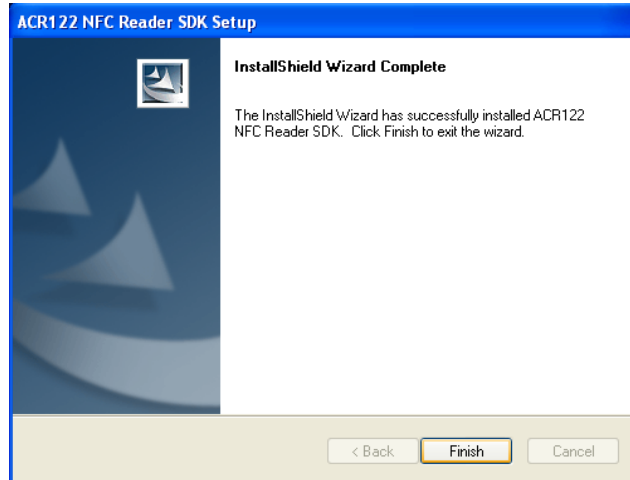 ACR122 NFC Reader SDK Setup
InstallShield Wizard Complete
The InstallShield Wizard has successfully installed ACR122
NFC Reader SDK. Click Finish to exit the wizard.
< Back Finish Cancel